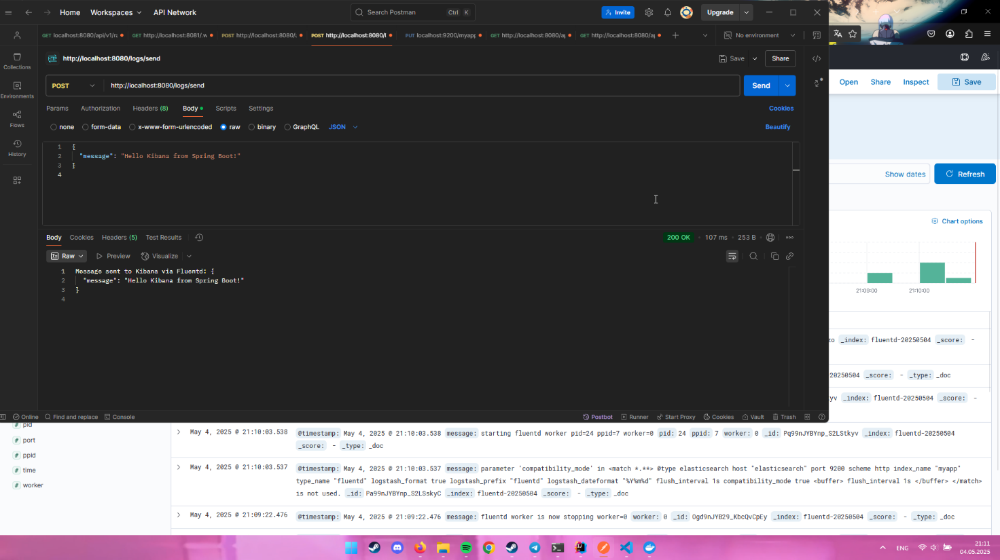 Home Workspaces API Network Search Postman Ctrl K Invite Upgrade
GET localhost:8080/api/v1/ra GET http://localhost:8081/.w POST http://localhost:8080/a POST http://localhost:8080/l PUT localhost:9200/myapp GET http://localhost:8080/ap GET http://localhost:8080/ap No environment
http://localhost:8080/logs/send Save Share
POST http://localhost:8080/logs/send Send
Params Authorization Headers (8) Body Scripts Settings Cookies
none form-data x-www-form-urlencoded raw binary GraphQL JSON Beautify
1 {
2 "message": "Hello Kibana from Spring Boot!"
3 }
4
Collections
Environments
Flows
History
Body Cookies Headers (5) Test Results 200 OK 107 ms 253 B
Raw Preview Visualize
1 Message sent to Kibana via Fluentd: {
2 "message": "Hello Kibana from Spring Boot!"
3 }
4
Online Find and replace Console Postbot Runner Start Proxy Cookies Vault Trash
Open Share Inspect Save
Show dates Refresh
Chart options
21:09:00 21:10:00
zo _index: fluentd-20250504 _score: -
20250504 _score: - _type: _doc
yv _index: fluentd-20250504 _score: -
# pid
# port
# ppid
# time
# worker
May 4, 2025 @ 21:10:03.538 @timestamp: May 4, 2025 @ 21:10:03.538 message: starting fluentd worker pid=24 ppid=7 worker=0 pid: 24 ppid: 7 worker: 0 _id: Pq99nJYBYnp_S2LStkyv _index: fluentd-20250504
_score: - _type: _doc
May 4, 2025 @ 21:10:03.537 @timestamp: May 4, 2025 @ 21:10:03.537 message: parameter 'compatibility_mode' in <match *.**> @type elasticsearch host "elasticsearch" port 9200 scheme http index_name "myapp"
type_name "fluentd" logstash_format true logstash_prefix "fluentd" logstash_dateformat "%Y%m%d" flush_interval 1s compatibility_mode true <buffer> flush_interval 1s </buffer> </match>
is not used. _id: Pa99nJYBYnp_S2LSskyC _index: fluentd-20250504 _score: - _type: _doc
May 4, 2025 @ 21:09:22.476 @timestamp: May 4, 2025 @ 21:09:22.476 message: fluentd worker is now stopping worker=0 worker: 0 _id: Ogd9nJYB29_KbcQvCpEy _index: fluentd-20250504 _score: - _type: _doc
ENG 21:11
04.05.2025